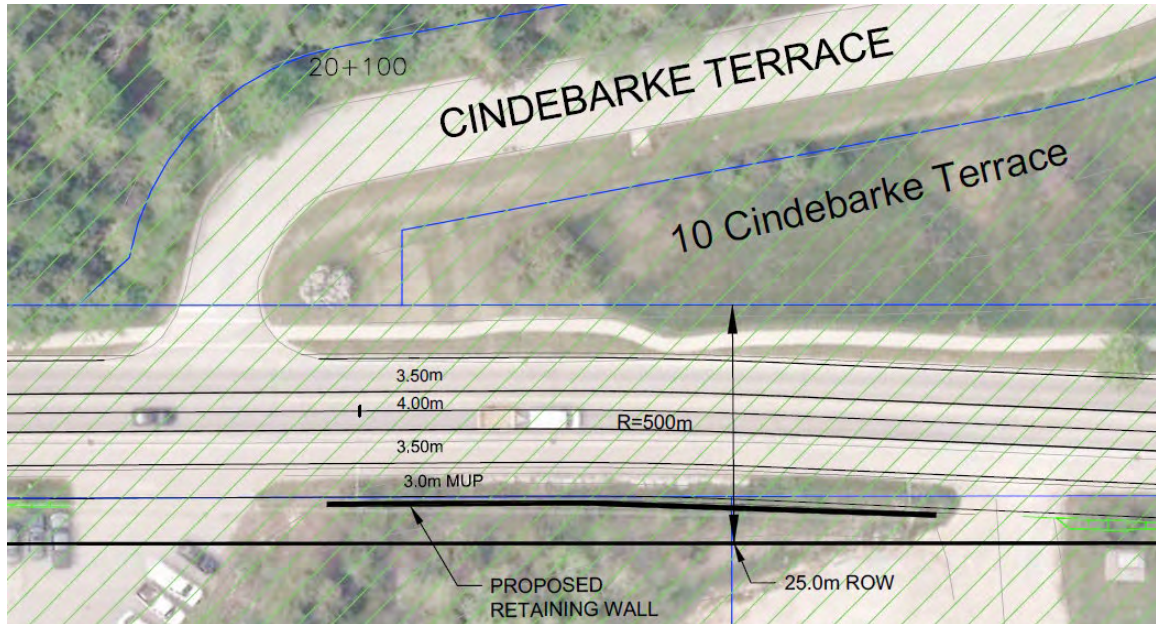 20+100
CINDEBARKE TERRACE
10 Cindebarke Terrace
3.50m
4.00m
R=500m
3.50m
3.0m MUP
PROPOSED
RETAINING WALL
25.0m ROW